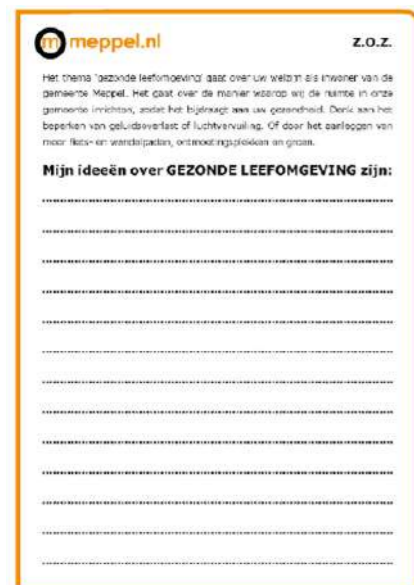 m meppel.nl
z.o.z.
Het thema 'gezonde leefomgeving' gaat over uw welzijn als inwoner van de
gemeente Meppel. Het gaat over de manier waarop wij de ruimte in onze
gemeente inrichten, zodat het bijdraagt aan uw gezondheid. Denk aan het
beperken van geluidsoverlast of luchtvervuiling. Of door het aanleggen van
meer fiets- en wandelpaden, ontmoetingsplekken en groen.
Mijn ideeën over GEZONDE LEEFOMGEVING zijn: